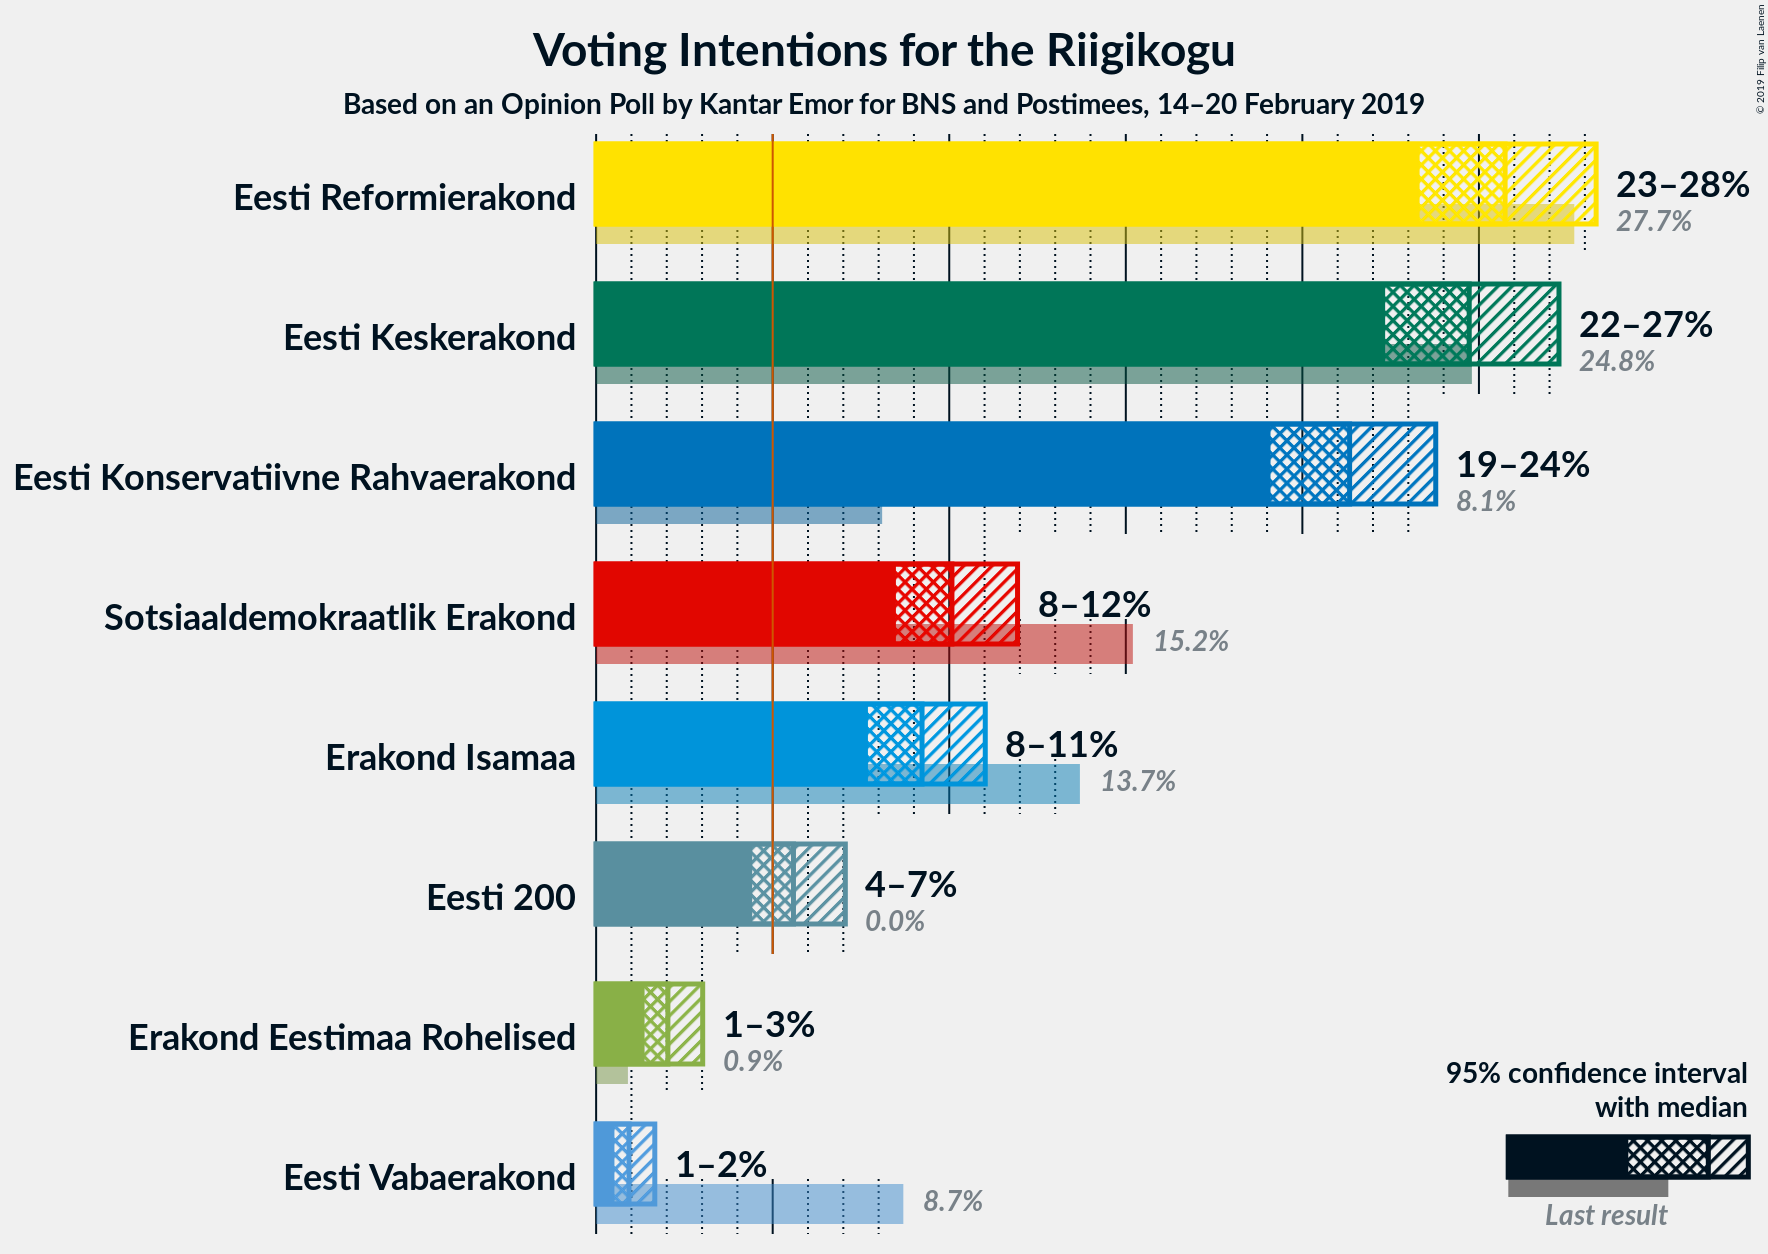 Voting Intentions for the Riigikogu
Based on an Opinion Poll by Kantar Emor for BNS and Postimees, 14–20 February 2019
© 2019 Filip van Laenen
Eesti Reformierakond
23–28%
27.7%
Eesti Keskerakond
22–27%
24.8%
Eesti Konservatiivne Rahvaerakond
19–24%
8.1%
Sotsiaaldemokraatlik Erakond
8–12%
15.2%
Erakond Isamaa
8–11%
13.7%
Eesti 200
4–7%
0.0%
Erakond Eestimaa Rohelised
1–3%
0.9%
Eesti Vabaerakond
1–2%
8.7%
95% confidence interval
with median
Last result